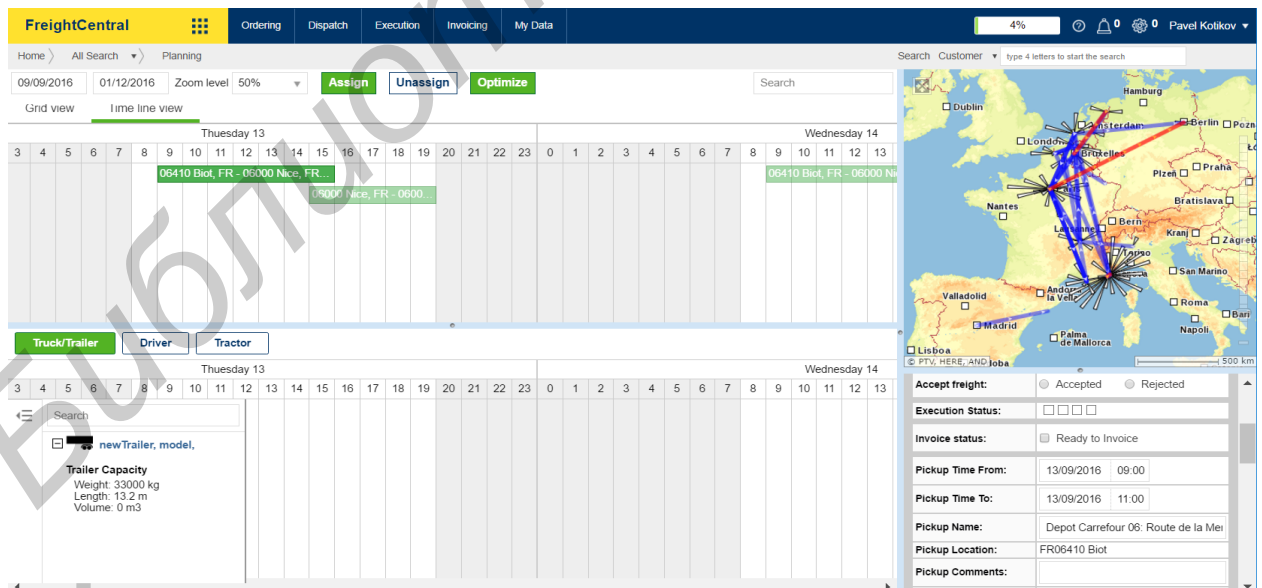 FreightCentral
Ordering Dispatch Execution Invoicing My Data
4%
0
0
Pavel Kotikov
Home All Search Planning
Search Customer type 4 letters to start the search
09/09/2016 01/12/2016 Zoom level 50% Assign Unassign Optimize Search
Grid view Time line view
Thuesday 13 Wednesday 14
3 4 5 6 7 8 9 10 11 12 13 14 15 16 17 18 19 20 21 22 23 0 1 2 3 4 5 6 7 8 9 10 11 12 13
06410 Biot, FR - 06000 Nice, FR...
06410 Biot, FR - 06000 Ni
06000 Nice, FR - 0600...
Truck/Trailer Driver Tractor
Thuesday 13 Wednesday 14
3 4 5 6 7 8 9 10 11 12 13 14 15 16 17 18 19 20 21 22 23 0 1 2 3 4 5 6 7 8 9 10 11 12 13
Search
newTrailer, model,
Trailer Capacity
Weight: 33000 kg
Length: 13.2 m
Volume: 0 m3
Hamburg
Dublin
Amsterdam
Berlin
Pozn
London
Bruxelles
Praha
Plzeň
Paris
Bratislava
Nantes
Bern
Lausanne
Kranj
Zagreb
Torino
Genova
San Marino
Andorra
la Vella
Valladolid
Roma
Bari
Madrid
Napoli
Palma
de Mallorca
Lisboa
© PTV, HERE, AND
500 km
Accept freight: Accepted Rejected
Execution Status:
Invoice status: Ready to Invoice
Pickup Time From: 13/09/2016 09:00
Pickup Time To: 13/09/2016 11:00
Pickup Name: Depot Carrefour 06: Route de la Mer
Pickup Location: FR06410 Biot
Pickup Comments:
Библиот